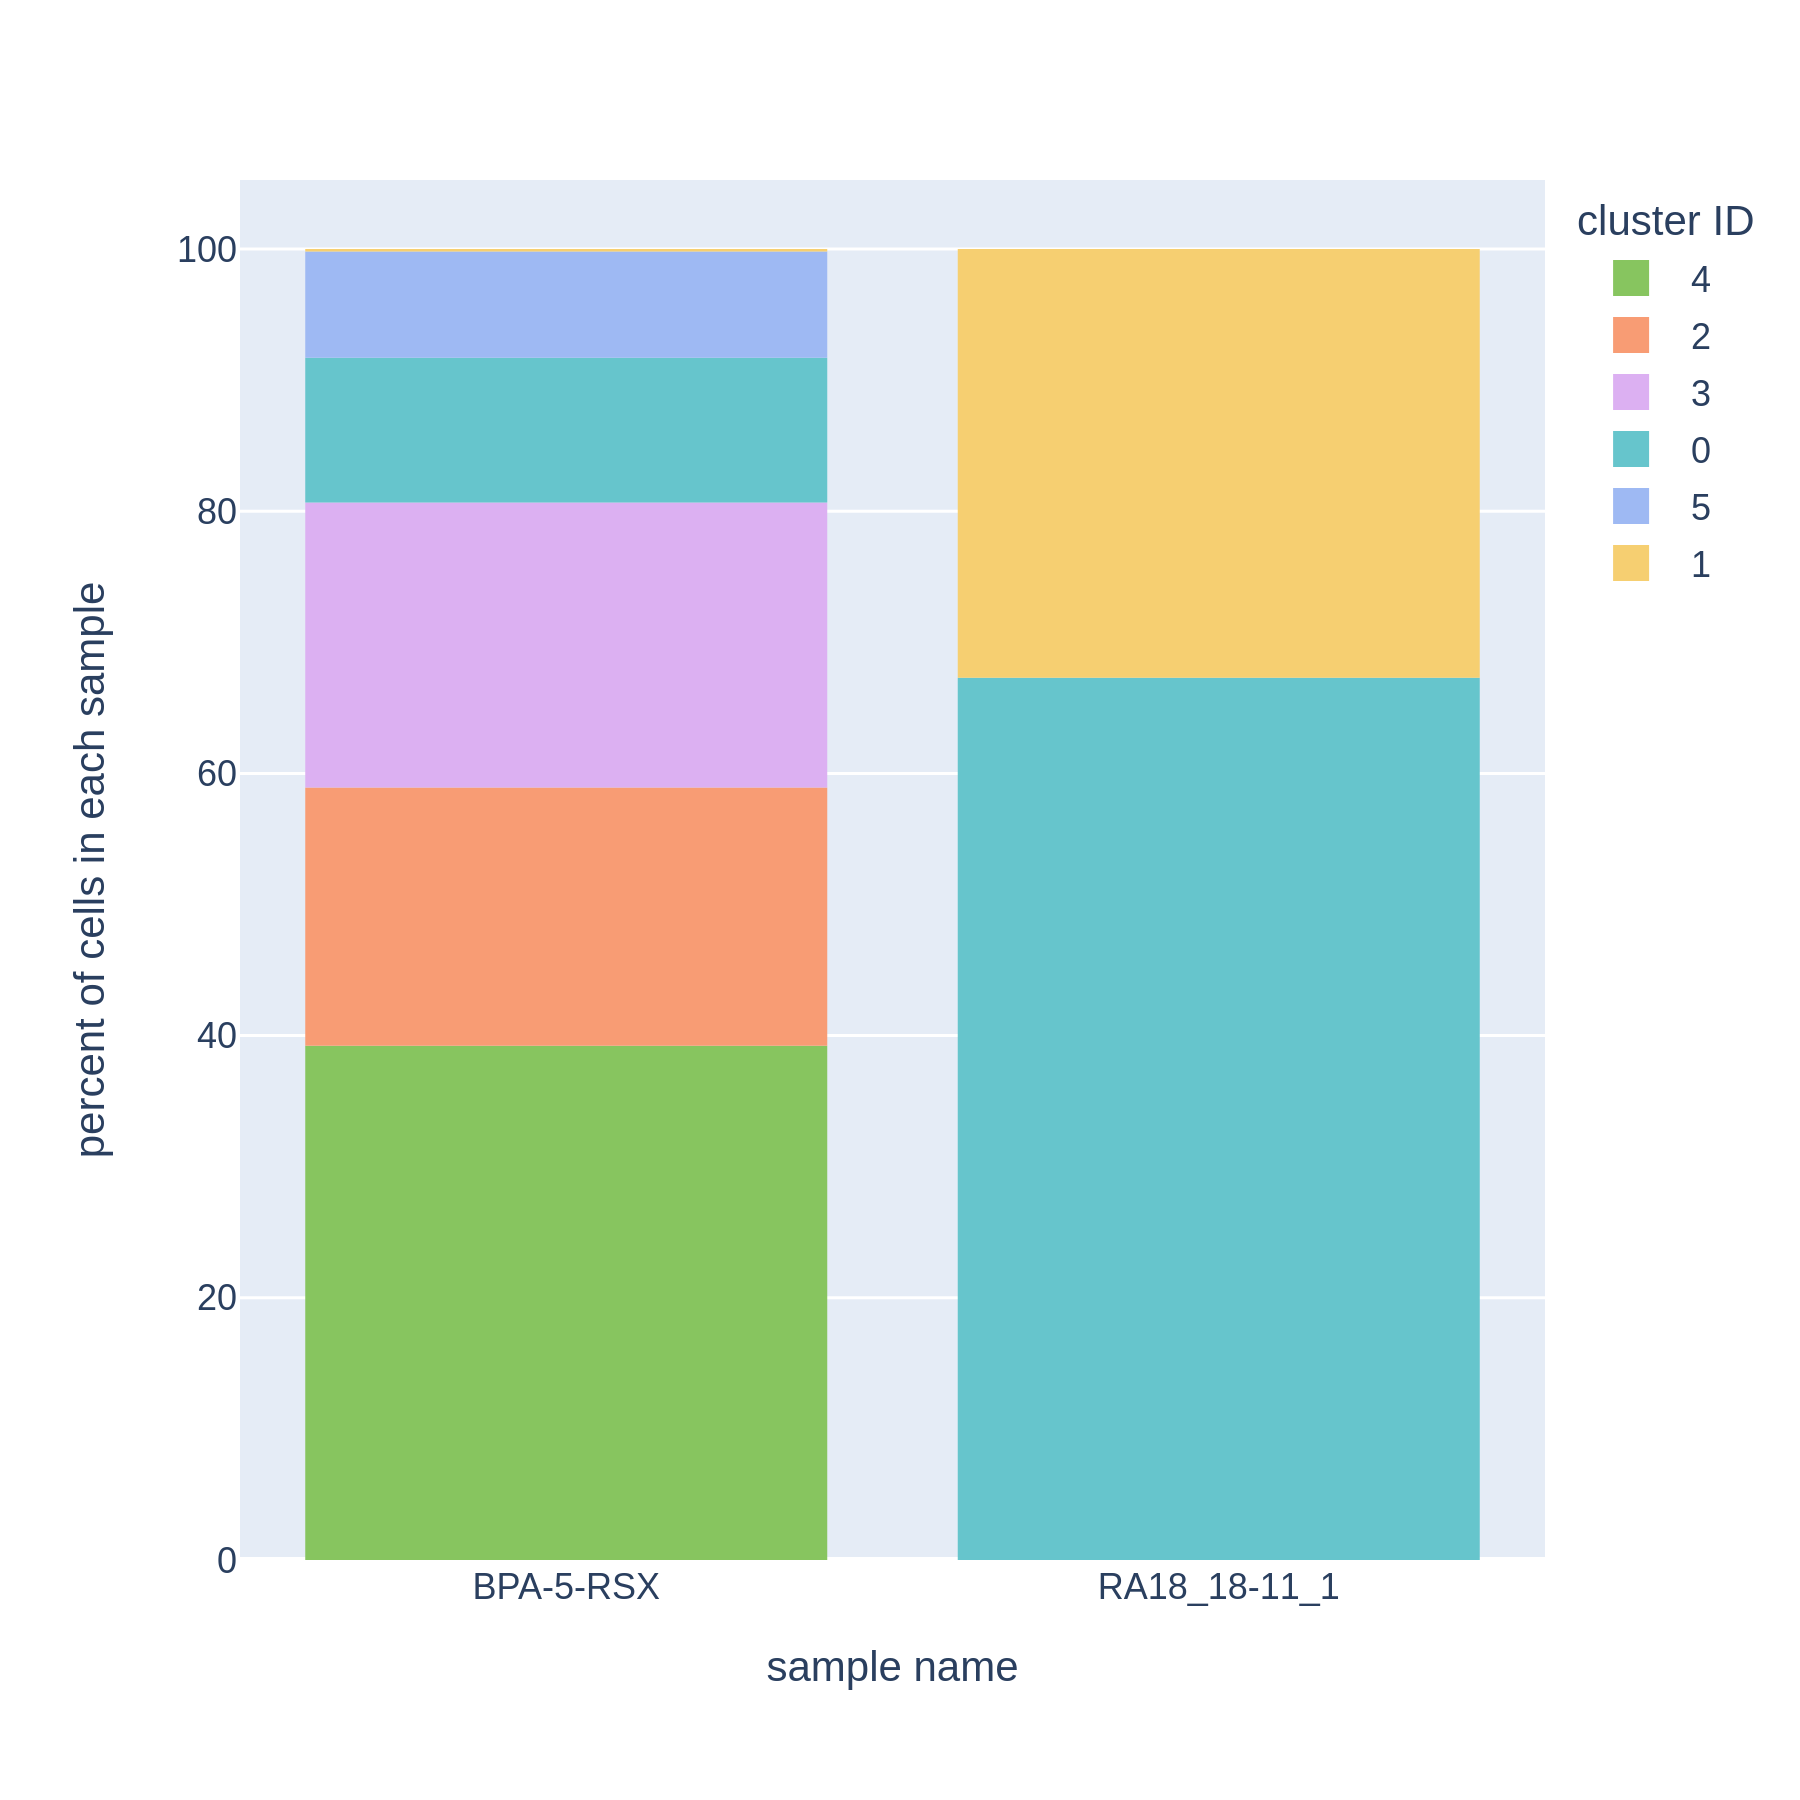 cluster ID
4
2
3
0
5
1
100
80
60
40
20
0
percent of cells in each sample
BPA-5-RSX
RA18_18-11_1
sample name